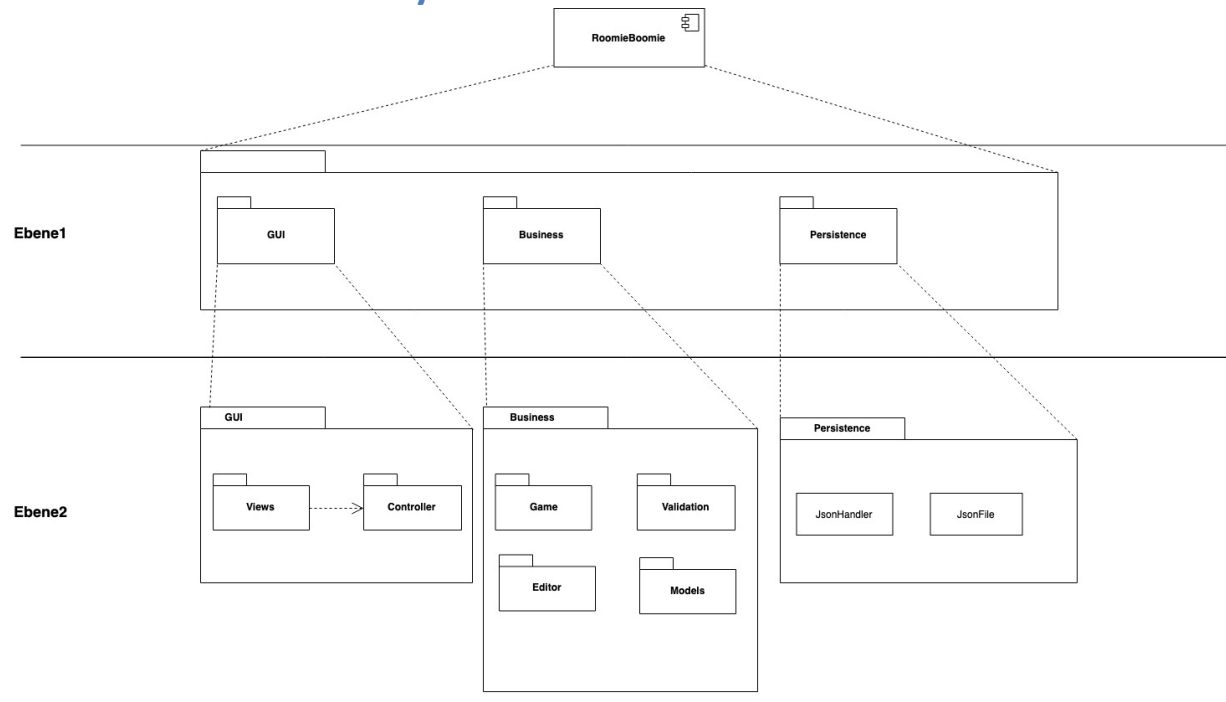 RoomieBoomie
Ebene1
GUI
Business
Persistence
GUI
Business
Persistence
Ebene2
Views
Controller
Game
Validation
JsonHandler
JsonFile
Editor
Models